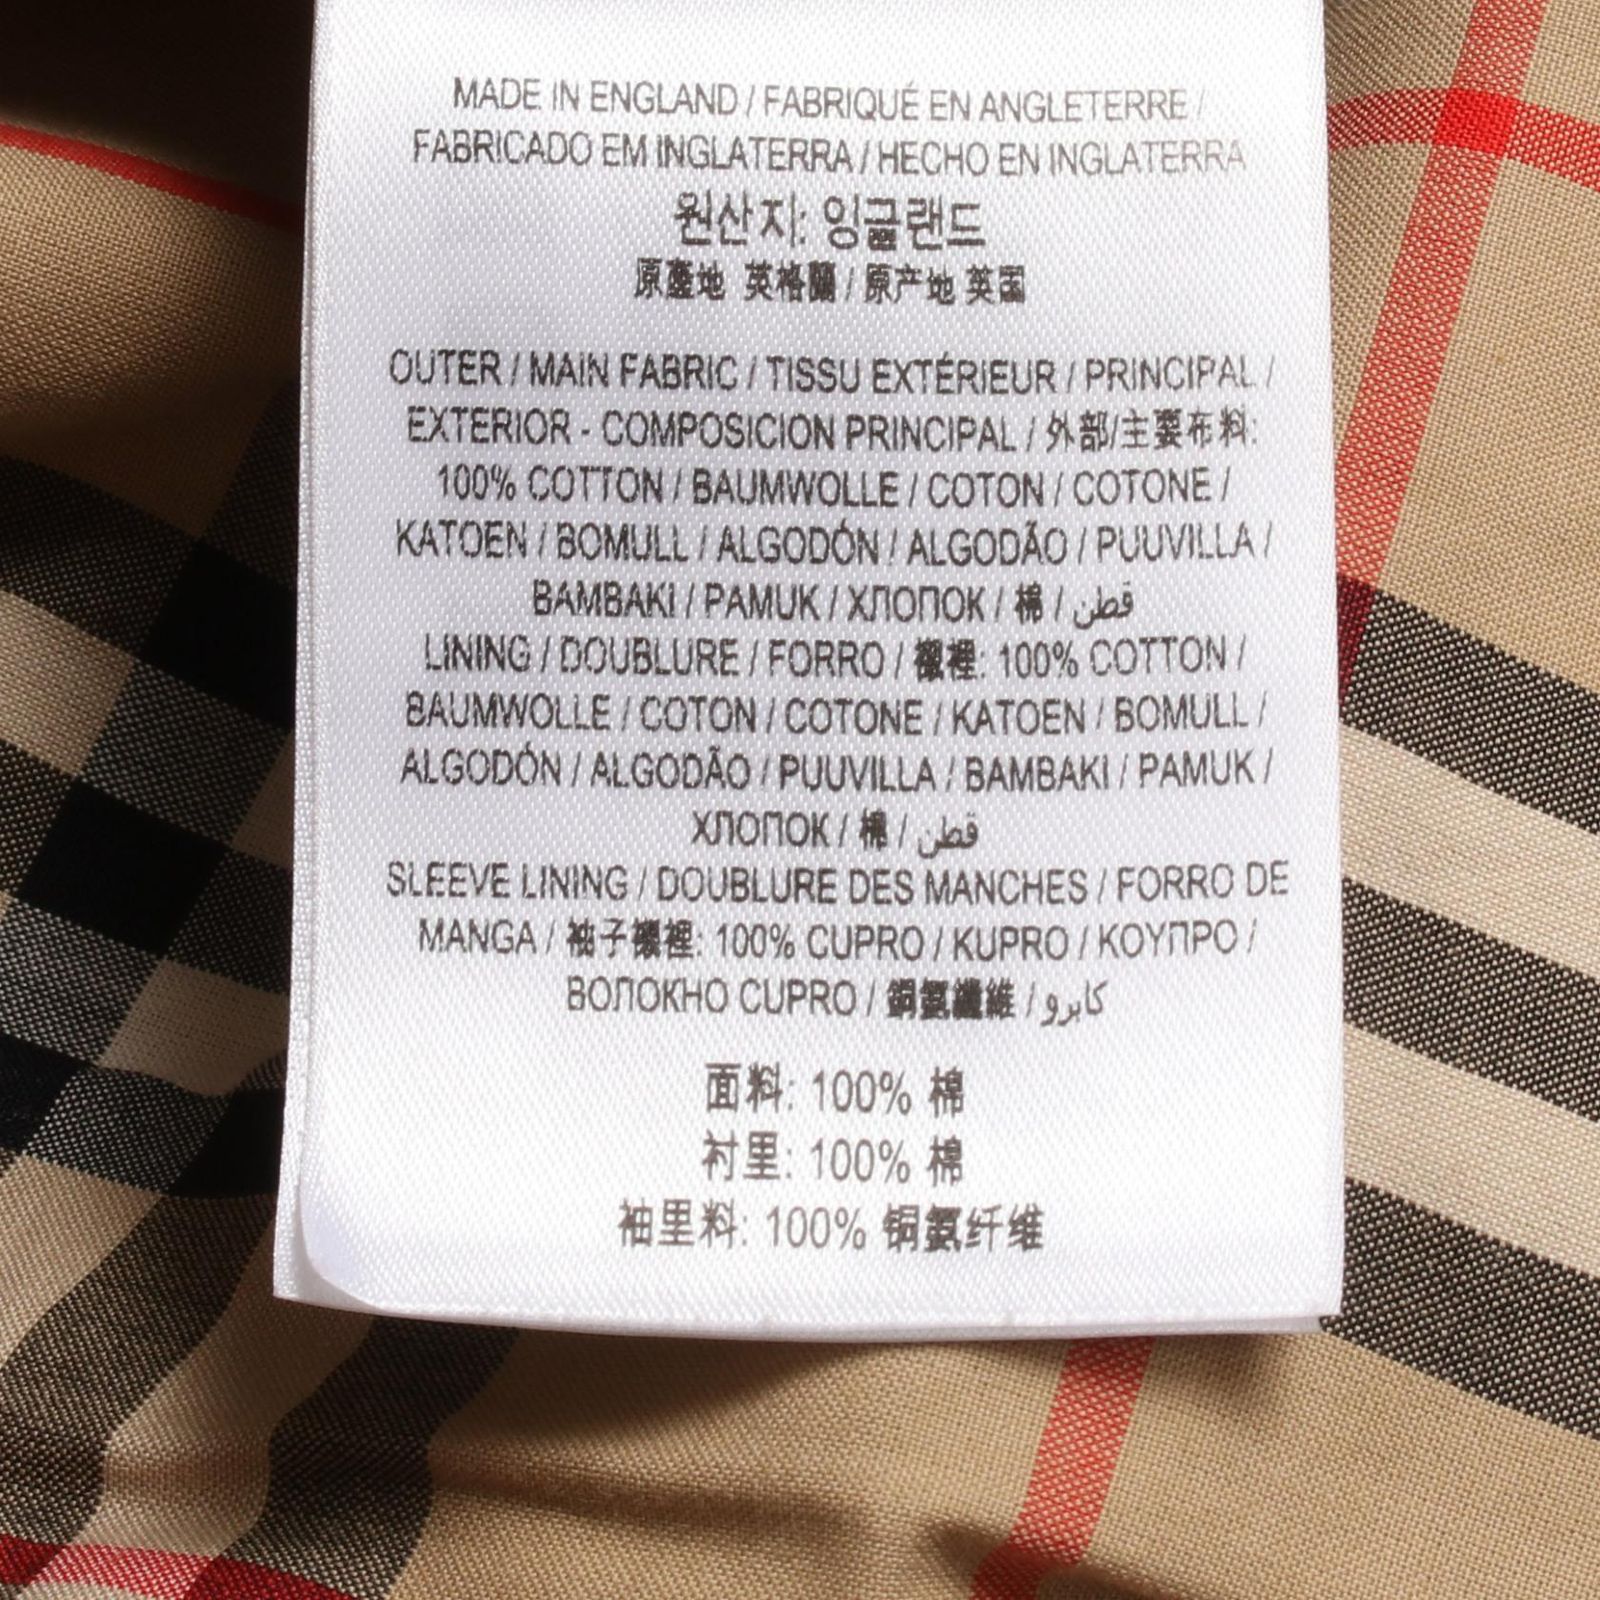 MADE IN ENGLAND / FABRIQUÉ EN ANGLETERRE /
FABRICADO EM INGLATERRA / HECHO EN INGLATERRA
원산지: 잉글랜드
原產地 英格蘭 / 原产地 英国
OUTER / MAIN FABRIC / TISSU EXTÉRIEUR / PRINCIPAL /
EXTERIOR - COMPOSICION PRINCIPAL / 外部/主要布料:
100% COTTON / BAUMWOLLE / COTON / COTONE /
KATOEN / BOMULL / ALGODÓN / ALGODÃO / PUUVILLA /
BAMBAKI / PAMUK / ХЛОПОК / 棉 / قطن
LINING / DOUBLURE / FORRO / 襯裡: 100% COTTON /
BAUMWOLLE / COTON / COTONE / KATOEN / BOMULL /
ALGODÓN / ALGODÃO / PUUVILLA / BAMBAKI / PAMUK /
ХЛОПОК / 棉 / قطن
SLEEVE LINING / DOUBLURE DES MANCHES / FORRO DE
MANGA / 袖子襯裡: 100% CUPRO / KUPRO / ΚΟΥΠΡΟ /
ВОЛОКНО CUPRO / 銅氨纖維 / كابرو
面料: 100% 棉
衬里: 100% 棉
袖里料: 100% 铜氨纤维